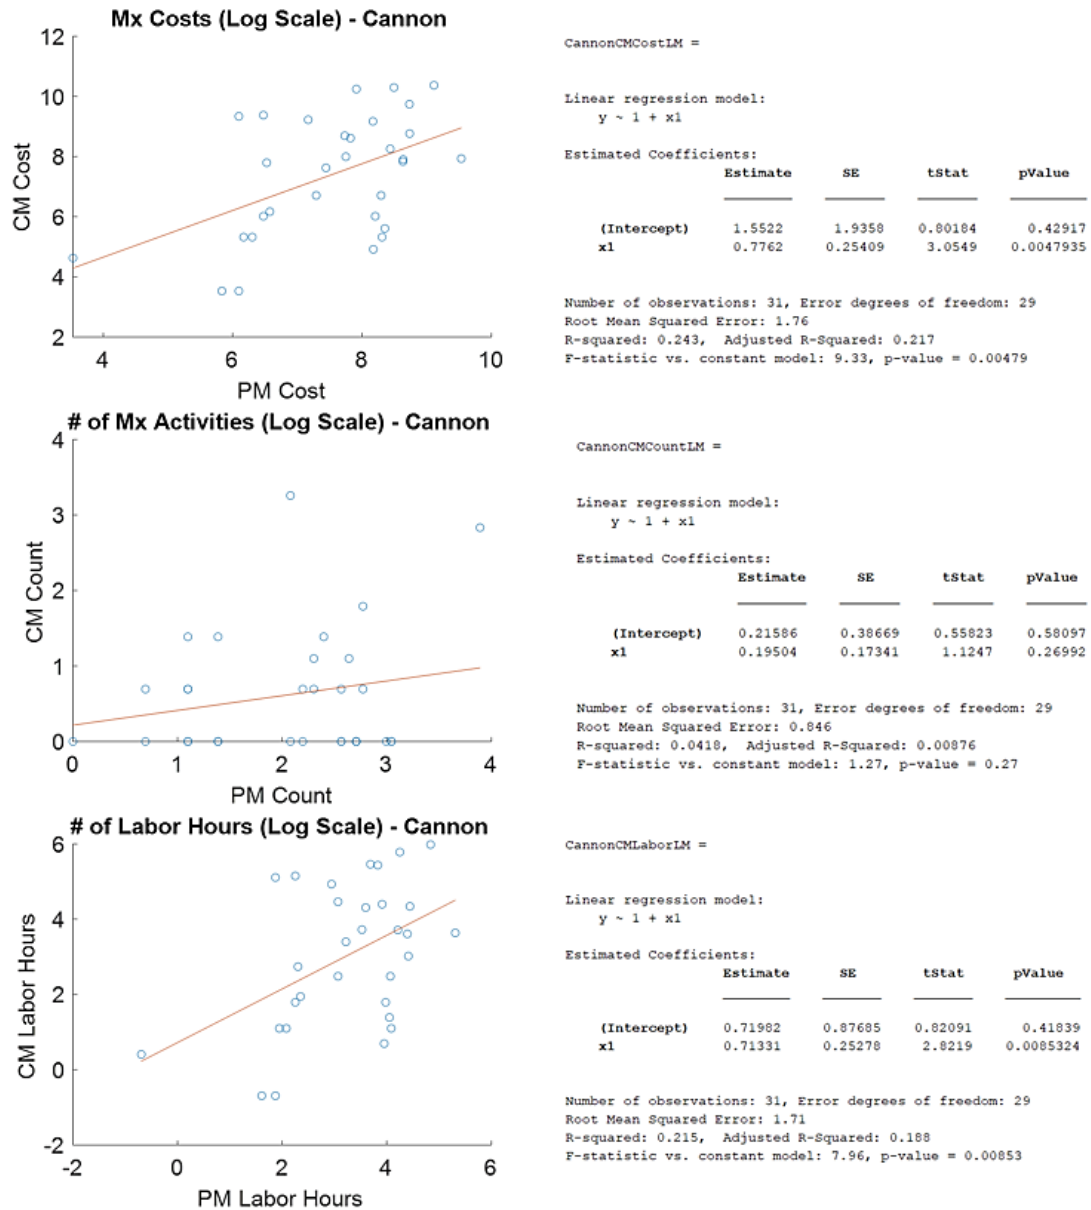 Mx Costs (Log Scale) - Cannon
12
10
8
6
4
2
4 6 8 10
CM Cost
PM Cost
CannonCMCostLM =
Linear regression model:
y ~ 1 + x1
Estimated Coefficients:
Estimate SE tStat pValue
(Intercept) 1.5522 1.9358 0.80184 0.42917
x1 0.7762 0.25409 3.0549 0.0047935
Number of observations: 31, Error degrees of freedom: 29
Root Mean Squared Error: 1.76
R-squared: 0.243, Adjusted R-Squared: 0.217
F-statistic vs. constant model: 9.33, p-value = 0.00479
# of Mx Activities (Log Scale) - Cannon
4
3
2
1
0
0 1 2 3 4
CM Count
PM Count
CannonCMCountLM =
Linear regression model:
y ~ 1 + x1
Estimated Coefficients:
Estimate SE tStat pValue
(Intercept) 0.21586 0.38669 0.55823 0.58097
x1 0.19504 0.17341 1.1247 0.26992
Number of observations: 31, Error degrees of freedom: 29
Root Mean Squared Error: 0.846
R-squared: 0.0418, Adjusted R-Squared: 0.00876
F-statistic vs. constant model: 1.27, p-value = 0.27
# of Labor Hours (Log Scale) - Cannon
6
4
2
0
-2
-2 0 2 4 6
CM Labor Hours
PM Labor Hours
CannonCMLaborLM =
Linear regression model:
y ~ 1 + x1
Estimated Coefficients:
Estimate SE tStat pValue
(Intercept) 0.71982 0.87685 0.82091 0.41839
x1 0.71331 0.25278 2.8219 0.0085324
Number of observations: 31, Error degrees of freedom: 29
Root Mean Squared Error: 1.71
R-squared: 0.215, Adjusted R-Squared: 0.188
F-statistic vs. constant model: 7.96, p-value = 0.00853